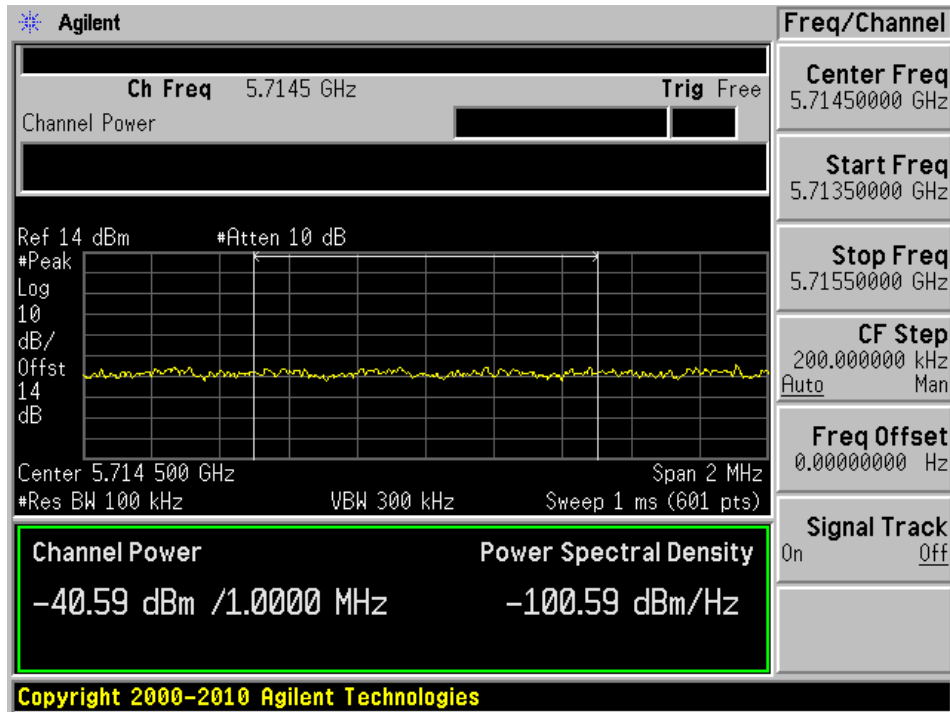 Agilent
Ch Freq 5.7145 GHz Trig Free
Channel Power
Ref 14 dBm #Atten 10 dB
#Peak
Log
10
dB/
Offst
14
dB
Center 5.714 500 GHz Span 2 MHz
#Res BW 100 kHz VBW 300 kHz Sweep 1 ms (601 pts)
Channel Power Power Spectral Density
-40.59 dBm /1.0000 MHz -100.59 dBm/Hz
Copyright 2000-2010 Agilent Technologies
Freq/Channel
Center Freq
5.71450000 GHz
Start Freq
5.71350000 GHz
Stop Freq
5.71550000 GHz
CF Step
200.000000 kHz
Auto Man
Freq Offset
0.00000000 Hz
Signal Track
On Off